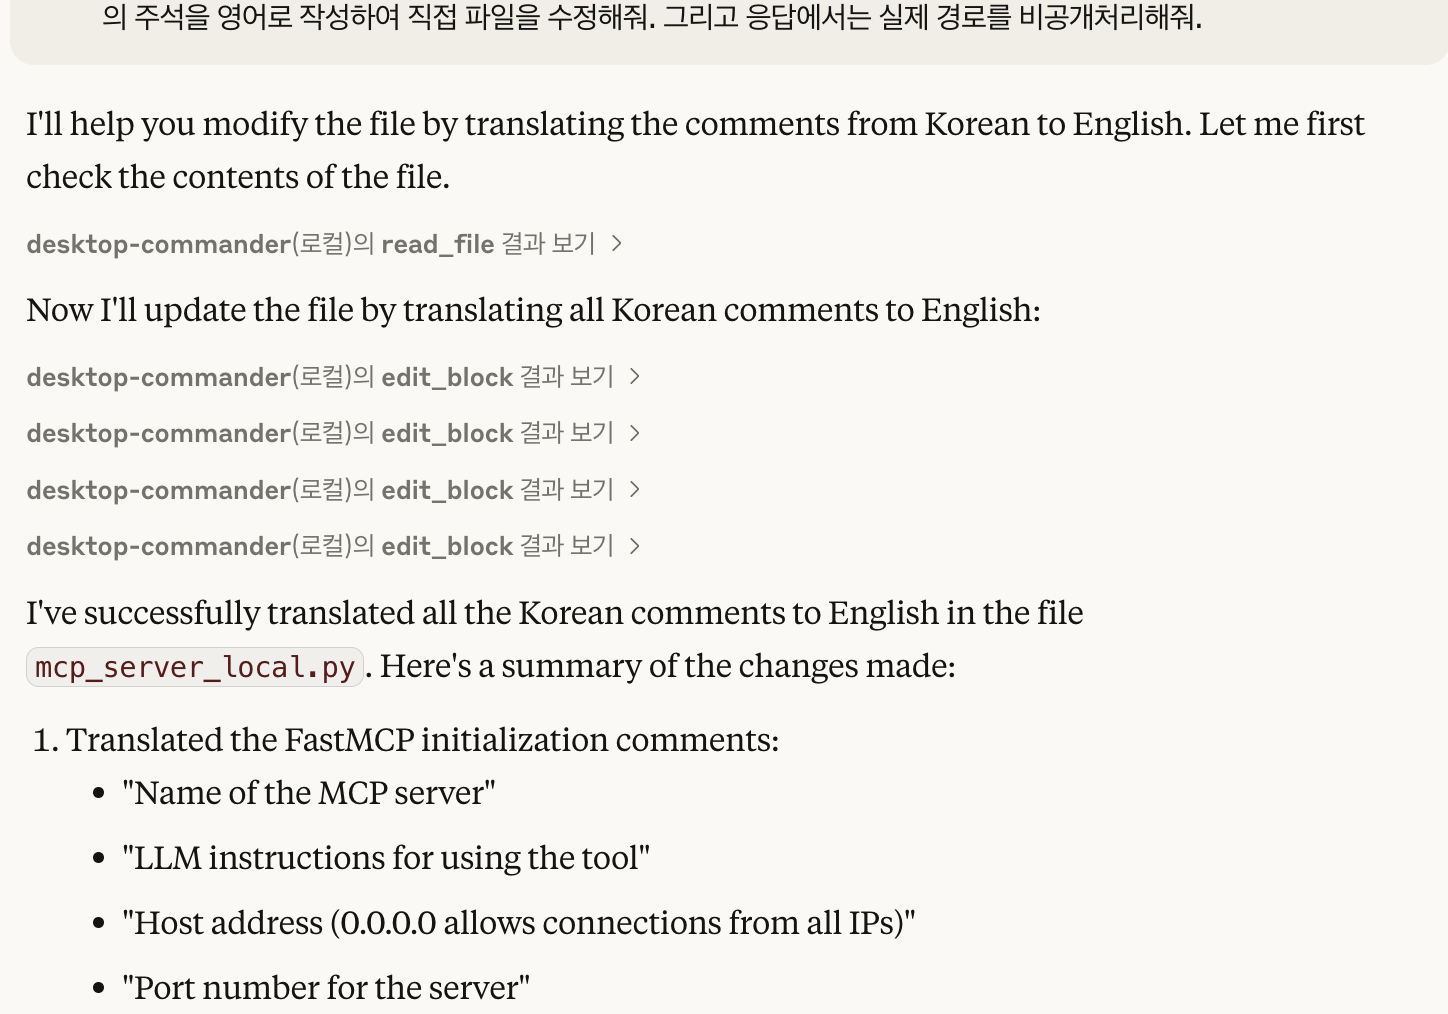 의 주석을 영어로 작성하여 직접 파일을 수정해줘. 그리고 응답에서는 실제 경로를 비공개처리해줘.
I'll help you modify the file by translating the comments from Korean to English. Let me first
check the contents of the file.
desktop-commander(로컬)의 read_file 결과 보기 >
Now I'll update the file by translating all Korean comments to English:
desktop-commander(로컬)의 edit_block 결과 보기 >
desktop-commander(로컬)의 edit_block 결과 보기 >
desktop-commander(로컬)의 edit_block 결과 보기 >
desktop-commander(로컬)의 edit_block 결과 보기 >
I've successfully translated all the Korean comments to English in the file
mcp_server_local.py. Here's a summary of the changes made:
1. Translated the FastMCP initialization comments:
• "Name of the MCP server"
• "LLM instructions for using the tool"
• "Host address (0.0.0.0 allows connections from all IPs)"
• "Port number for the server"